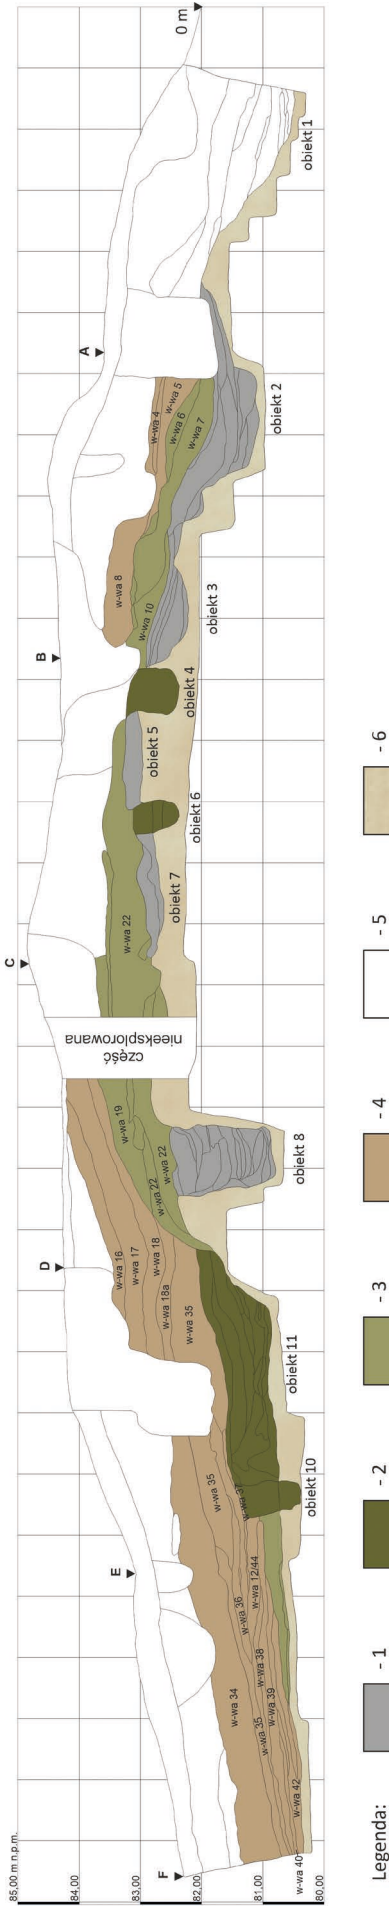 85,00 m n.p.m.
84,00
83,00
82,00
81,00
80,00
F
E
D
C
B
A
0 m
w-wa 34
w-wa 35
w-wa 36
w-wa 37
w-wa 12/44
w-wa 38
w-wa 35
w-wa 39
w-wa 42
w-wa 40
w-wa 16
w-wa 17
w-wa 18
w-wa 18a
w-wa 35
w-wa 19
w-wa 22
w-wa 22
część
nieeksplorowana
w-wa 22
w-wa 10
w-wa 8
w-wa 4
w-wa 5
w-wa 6
w-wa 7
obiekt 10
obiekt 11
obiekt 8
obiekt 7
obiekt 6
obiekt 5
obiekt 4
obiekt 3
obiekt 2
obiekt 1
Legenda:
- 1
- 2
- 3
- 4
- 5
- 6